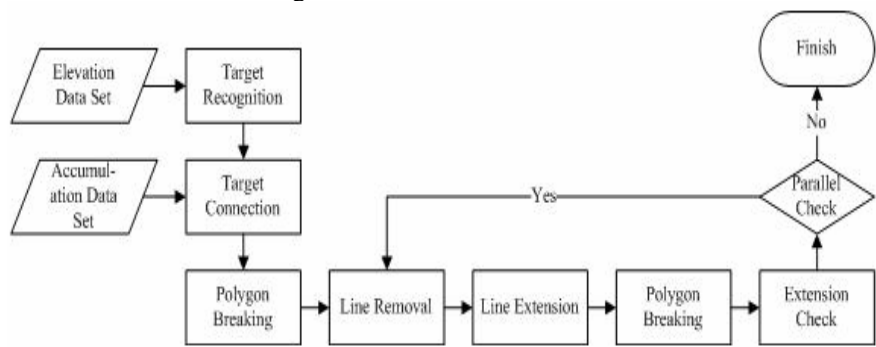 Elevation
Data Set
Target
Recognition
Finish
No
Accumul-
ation Data
Set
Target
Connection
Yes
Parallel
Check
Polygon
Breaking
Line Removal
Line Extension
Polygon
Breaking
Extension
Check